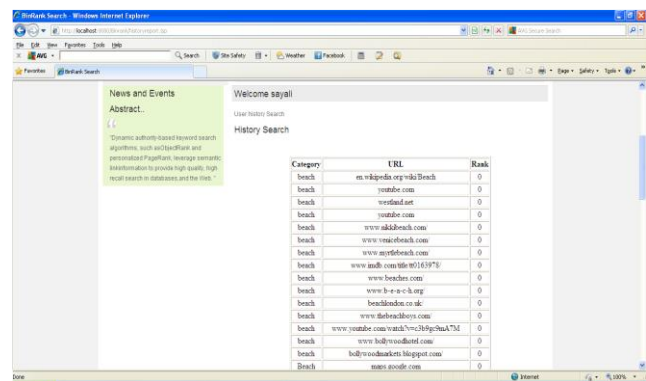 BinRank Search - Windows Internet Explorer
AVG Secure Search
File Edit View Favorites Tools Help
AVG Search Site Safety Weather Facebook
Favorites BinRank Search
Page Safety Tools
News and Events
Abstract..
"Dynamic authority-based keyword search
algorithms, such asObjectRank and
personalized PageRank, leverage semantic
linkinformation to provide high quality, high
recall search in databases,and the Web. "
Welcome sayali
User history Search
History Search
Category URL Rank
beach en.wikipedia.org/wiki/Beach 0
beach youtube.com 0
beach westland.net 0
beach youtube.com 0
beach www.nikkibeach.com/ 0
beach www.venicebeach.com/ 0
beach www.myrtlebeach.com/ 0
beach www.imdb.com/title/tt0163978/ 0
beach www.beaches.com/ 0
beach www.b-e-a-c-h.org/ 0
beach beachlondon.co.uk/ 0
beach www.thebeachboys.com/ 0
beach www.youtube.com/watch?v=c3b9gc9mA7M 0
beach www.bollywoodhotel.com/ 0
beach bollywoodmarkets.blogspot.com/ 0
Beach maps.google.com 0
Done Internet 100%